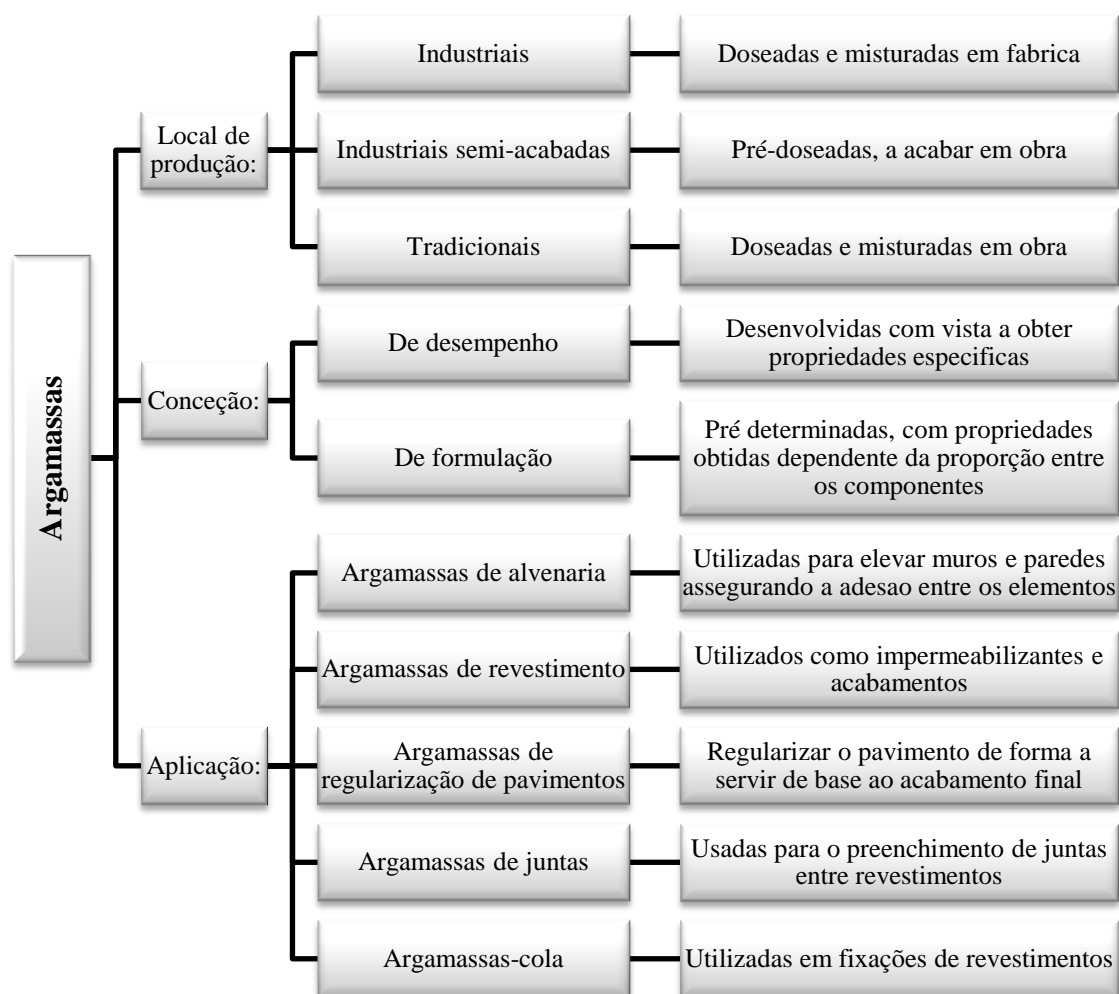 Argamassas
Local de
produção:
Industriais
Doseadas e misturadas em fabrica
Industriais semi-acabadas
Pré-doseadas, a acabar em obra
Tradicionais
Doseadas e misturadas em obra
Conceção:
De desempenho
Desenvolvidas com vista a obter
propriedades especificas
De formulação
Pré determinadas, com propriedades
obtidas dependente da proporção entre
os componentes
Aplicação:
Argamassas de alvenaria
Utilizadas para elevar muros e paredes
assegurando a adesao entre os elementos
Argamassas de revestimento
Utilizados como impermeabilizantes e
acabamentos
Argamassas de
regularização de pavimentos
Regularizar o pavimento de forma a
servir de base ao acabamento final
Argamassas de juntas
Usadas para o preenchimento de juntas
entre revestimentos
Argamassas-cola
Utilizadas em fixações de revestimentos